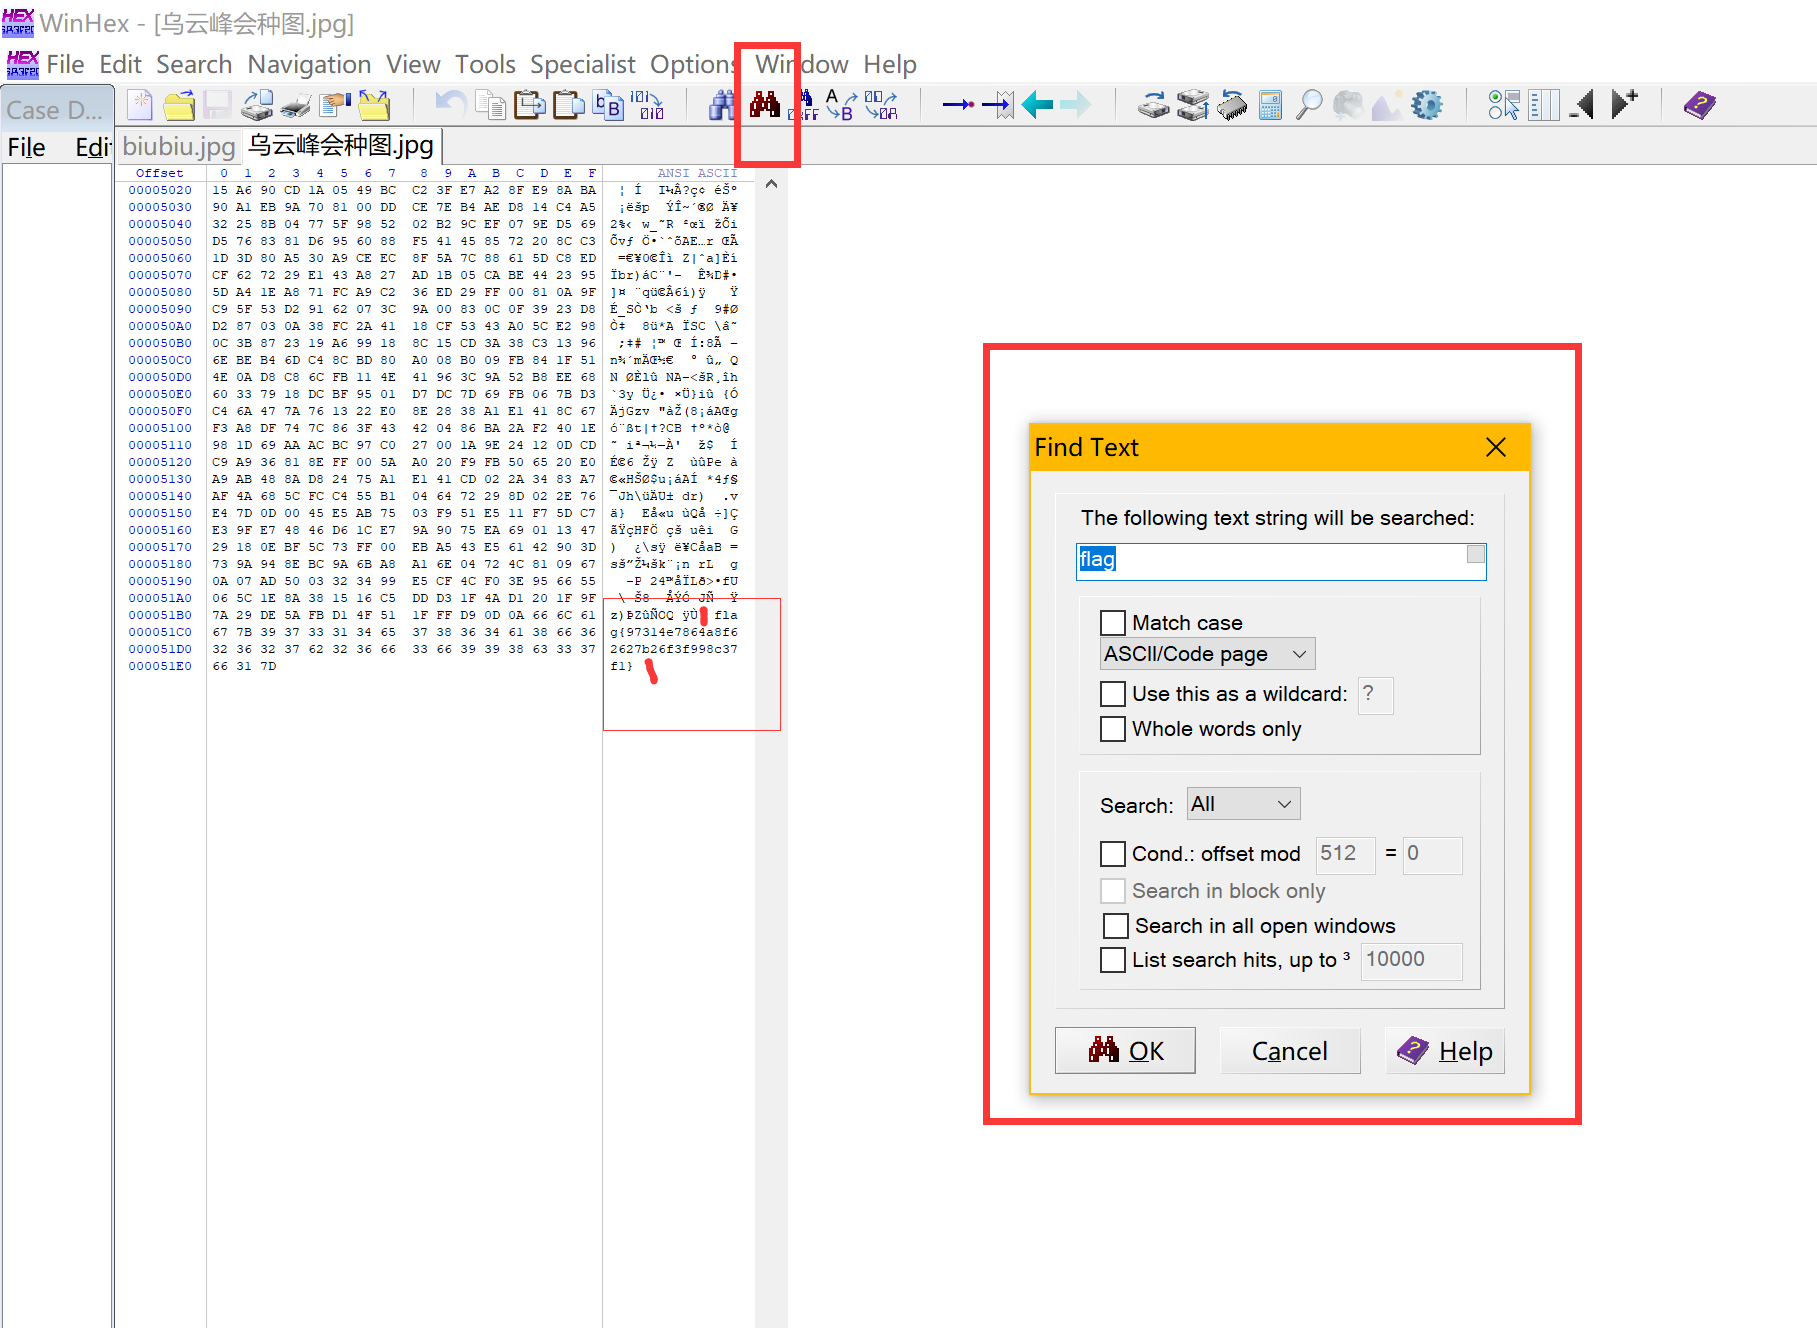 WinHex - [乌云峰会种图.jpg]
File Edit Search Navigation View Tools Specialist Options Window Help
Case D...
File Edi
biubiu.jpg 乌云峰会种图.jpg
Offset 0 1 2 3 4 5 6 7 8 9 A B C D E F ANSI ASCII
00005020 15 A6 90 CD 1A 05 49 BC C2 3F E7 A2 8F E9 8A BA
00005030 90 A1 EB 9A 70 81 00 DD CE 7E B4 AE D8 14 C4 A5
00005040 32 25 8B 04 77 5F 98 52 02 B2 9C EF 07 9E D5 69
00005050 D5 76 83 81 D6 95 60 88 F5 41 45 85 72 20 8C C3
00005060 1D 3D 80 A5 30 A9 CE EC 8F 5A 7C 88 61 5D C8 ED
00005070 CF 62 72 29 E1 43 A8 27 AD 1B 05 CA BE 44 23 95
00005080 5D A4 1E A8 71 FC A9 C2 36 ED 29 FF 00 81 0A 9F
00005090 C9 5F 53 D2 91 62 07 3C 9A 00 83 0C 0F 39 23 D8
000050A0 D2 87 03 0A 38 FC 2A 41 18 CF 53 43 A0 5C E2 98
000050B0 0C 3B 87 23 19 A6 99 18 8C 15 CD 3A 38 C3 13 96
000050C0 6E BE B4 6D C4 8C BD 80 A0 08 B0 09 FB 84 1F 51
000050D0 4E 0A D8 C8 6C FB 11 4E 41 96 3C 9A 52 B8 EE 68
000050E0 60 33 79 18 DC BF 95 01 D7 DC 7D 69 FB 06 7B D3
000050F0 C4 6A 47 7A 76 13 22 E0 8E 28 38 A1 E1 41 8C 67
00005100 F3 A8 DF 74 7C 86 3F 43 42 04 86 BA 2A F2 40 1E
00005110 98 1D 69 AA AC BC 97 C0 27 00 1A 9E 24 12 0D CD
00005120 C9 A9 36 81 8E FF 00 5A A0 20 F9 FB 50 65 20 E0
00005130 A9 AB 48 8A D8 24 75 A1 E1 41 CD 02 2A 34 83 A7
00005140 AF 4A 68 5C FC C4 55 B1 04 64 72 29 8D 02 2E 76
00005150 E4 7D 0D 00 45 E5 AB 75 03 F9 51 E5 11 F7 5D C7
00005160 E3 9F E7 48 46 D6 1C E7 9A 90 75 EA 69 01 13 47
00005170 29 18 0E BF 5C 73 FF 00 EB A5 43 E5 61 42 90 3D
00005180 73 9A 94 8E BC 9A 6B A8 A1 6E 04 72 4C 81 09 67
00005190 0A 07 AD 50 03 32 34 99 E5 CF 4C F0 3E 95 66 55
000051A0 06 5C 1E 8A 38 15 16 C5 DD D3 1F 4A D1 20 1F 9F
000051B0 7A 29 DE 5A FB D1 4F 51 1F FF D9 0D 0A 66 6C 61 z)ÞZûÑOQ ÿÙ fla
000051C0 67 7B 39 37 33 31 34 65 37 38 36 34 61 38 66 36 g{97314e7864a8f6
000051D0 32 36 32 37 62 32 36 66 33 66 39 39 38 63 33 37 2627b26f3f998c37
000051E0 66 31 7D f1}
Find Text
The following text string will be searched:
flag
Match case
ASCII/Code page
Use this as a wildcard: ?
Whole words only
Search: All
Cond.: offset mod 512 = 0
Search in block only
Search in all open windows
List search hits, up to ³ 10000
OK Cancel Help